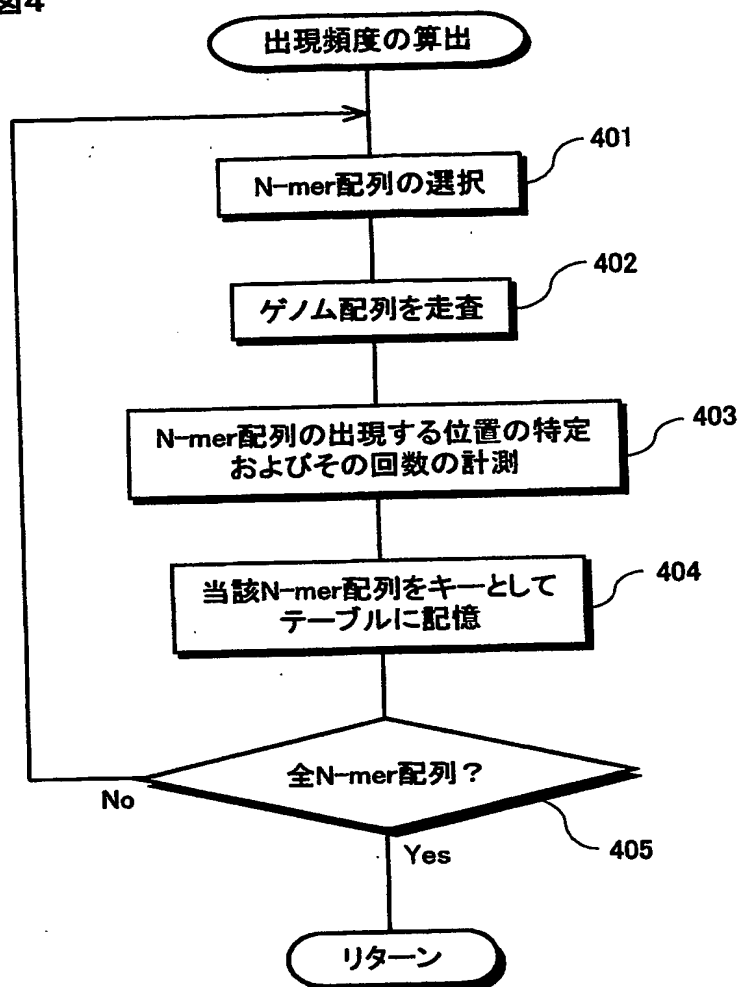 図4
出現頻度の算出
N-mer配列の選択
401
ゲノム配列を走査
402
N-mer配列の出現する位置の特定
およびその回数の計測
403
当該N-mer配列をキーとして
テーブルに記憶
404
全N-mer配列？
No
405
Yes
リターン